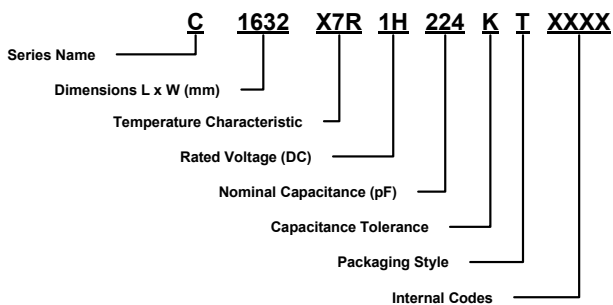 C 1632 X7R 1H 224 K T XXXX
Series Name
Dimensions L x W (mm)
Temperature Characteristic
Rated Voltage (DC)
Nominal Capacitance (pF)
Capacitance Tolerance
Packaging Style
Internal Codes